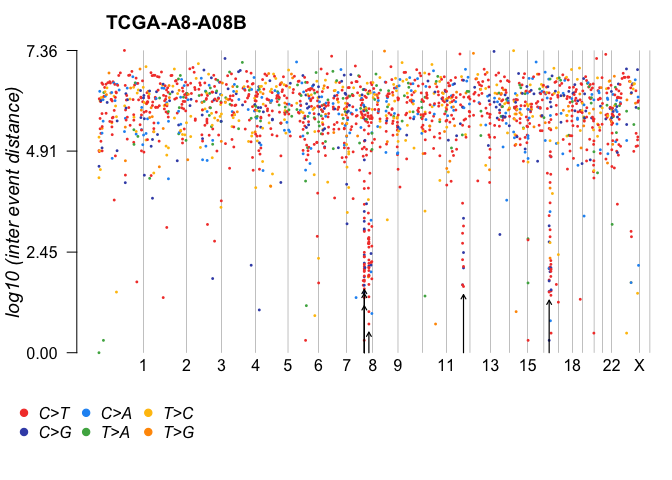 TCGA-A8-A08B
7.36
4.91
2.45
0.00
log10 (inter event distance)
1 2 3 4 5 6 7 8 9 11 13 15 18 22 X
C>T C>A T>C
C>G T>A T>G